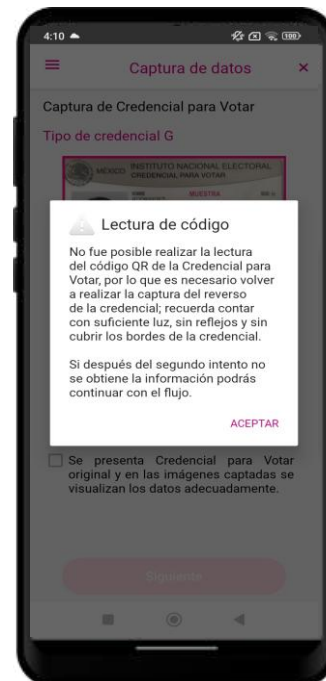 4:10
100
Captura de datos
Captura de Credencial para Votar
Tipo de credencial G
MÉXICO INSTITUTO NACIONAL ELECTORAL
CREDENCIAL PARA VOTAR
MUESTRA
Lectura de código
No fue posible realizar la lectura
del código QR de la Credencial para
Votar, por lo que es necesario volver
a realizar la captura del reverso
de la credencial; recuerda contar
con suficiente luz, sin reflejos y sin
cubrir los bordes de la credencial.
Si después del segundo intento no
se obtiene la información podrás
continuar con el flujo.
ACEPTAR
Se presenta Credencial para Votar
original y en las imágenes captadas se
visualizan los datos adecuadamente.
Siguiente